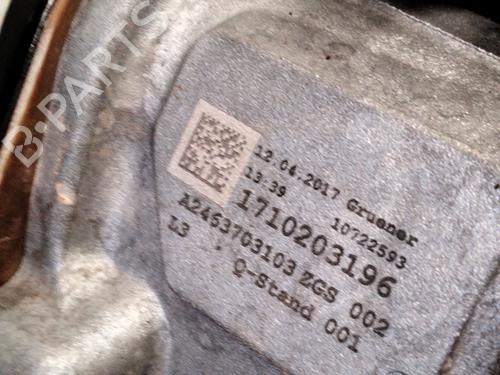 B-PARTS
12.04.2017 Gruener
13:39 10722593
1710203196
A2463703103 ZGS 002
L3 Q-Stand 001